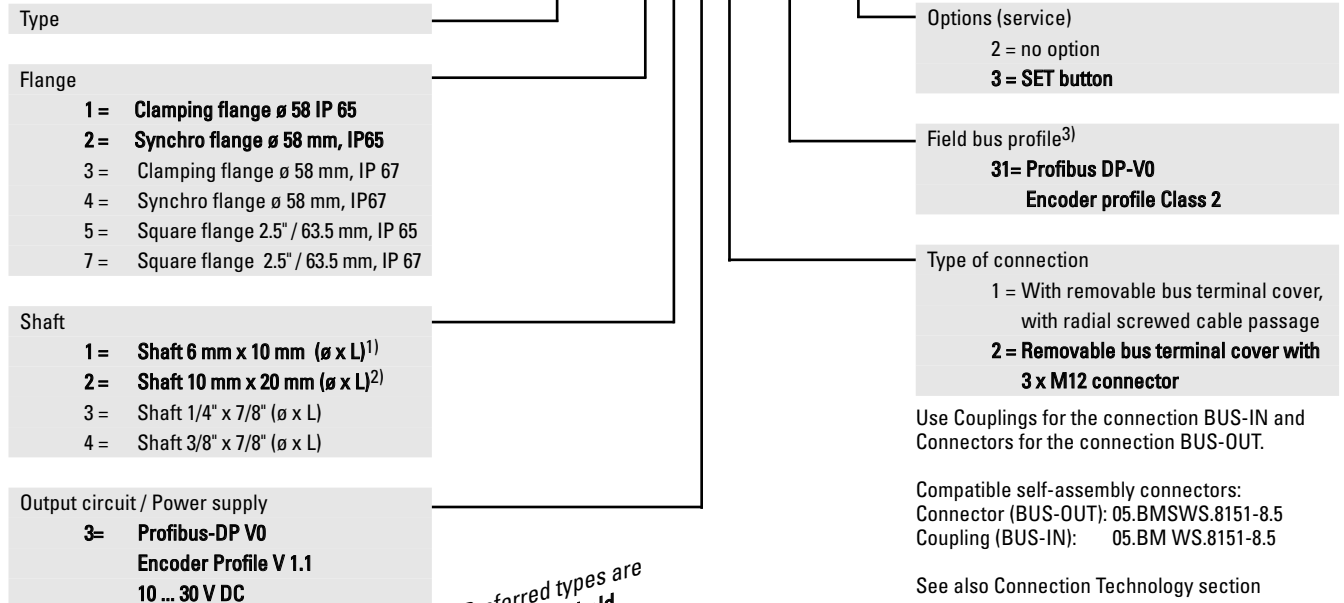 Type
Flange
1 = Clamping flange ø 58 IP 65
2 = Synchro flange ø 58 mm, IP65
3 = Clamping flange ø 58 mm, IP 67
4 = Synchro flange ø 58 mm, IP67
5 = Square flange 2.5" / 63.5 mm, IP 65
7 = Square flange 2.5" / 63.5 mm, IP 67
Shaft
1 = Shaft 6 mm x 10 mm (ø x L)1)
2 = Shaft 10 mm x 20 mm (ø x L)2)
3 = Shaft 1/4" x 7/8" (ø x L)
4 = Shaft 3/8" x 7/8" (ø x L)
Output circuit / Power supply
3= Profibus-DP V0
Encoder Profile V 1.1
10 ... 30 V DC
types are
Options (service)
2 = no option
3 = SET button
Field bus profile3)
31= Profibus DP-V0
Encoder profile Class 2
Type of connection
1 = With removable bus terminal cover,
with radial screwed cable passage
2 = Removable bus terminal cover with
3 x M12 connector
Use Couplings for the connection BUS-IN and
Connectors for the connection BUS-OUT.
Compatible self-assembly connectors:
Connector (BUS-OUT): 05.BMSWS.8151-8.5
Coupling (BUS-IN): 05.BM WS.8151-8.5
See also Connection Technology section